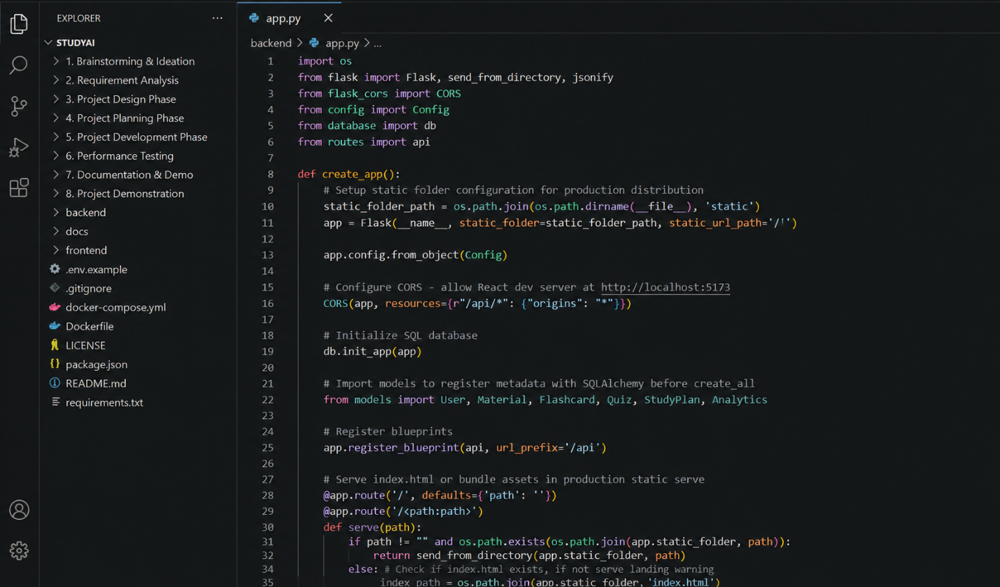 EXPLORER
...
STUDYAI
1. Brainstorming & Ideation
2. Requirement Analysis
3. Project Design Phase
4. Project Planning Phase
5. Project Development Phase
6. Performance Testing
7. Documentation & Demo
8. Project Demonstration
backend
docs
frontend
.env.example
.gitignore
docker-compose.yml
Dockerfile
LICENSE
{} package.json
README.md
requirements.txt
app.py
backend > app.py > ...
1 import os
2 from flask import Flask, send_from_directory, jsonify
3 from flask_cors import CORS
4 from config import Config
5 from database import db
6 from routes import api
7
8 def create_app():
9 # Setup static folder configuration for production distribution
10 static_folder_path = os.path.join(os.path.dirname(__file__), 'static')
11 app = Flask(__name__, static_folder=static_folder_path, static_url_path='/!')
12
13 app.config.from_object(Config)
14
15 # Configure CORS - allow React dev server at http://localhost:5173
16 CORS(app, resources={r"/api/*": {"origins": "*"}})
17
18 # Initialize SQL database
19 db.init_app(app)
20
21 # Import models to register metadata with SQLAlchemy before create_all
22 from models import User, Material, Flashcard, Quiz, StudyPlan, Analytics
23
24 # Register blueprints
25 app.register_blueprint(api, url_prefix='/api')
26
27 # Serve index.html or bundle assets in production static serve
28 @app.route('/', defaults={'path': ''})
29 @app.route('/<path:path>')
30 def serve(path):
31 if path != "" and os.path.exists(os.path.join(app.static_folder, path)):
32 return send_from_directory(app.static_folder, path)
34 else: # Check if index.html exists, if not serve landing warning
35 index_path = os.path.join(app.static_folder, 'index.html')